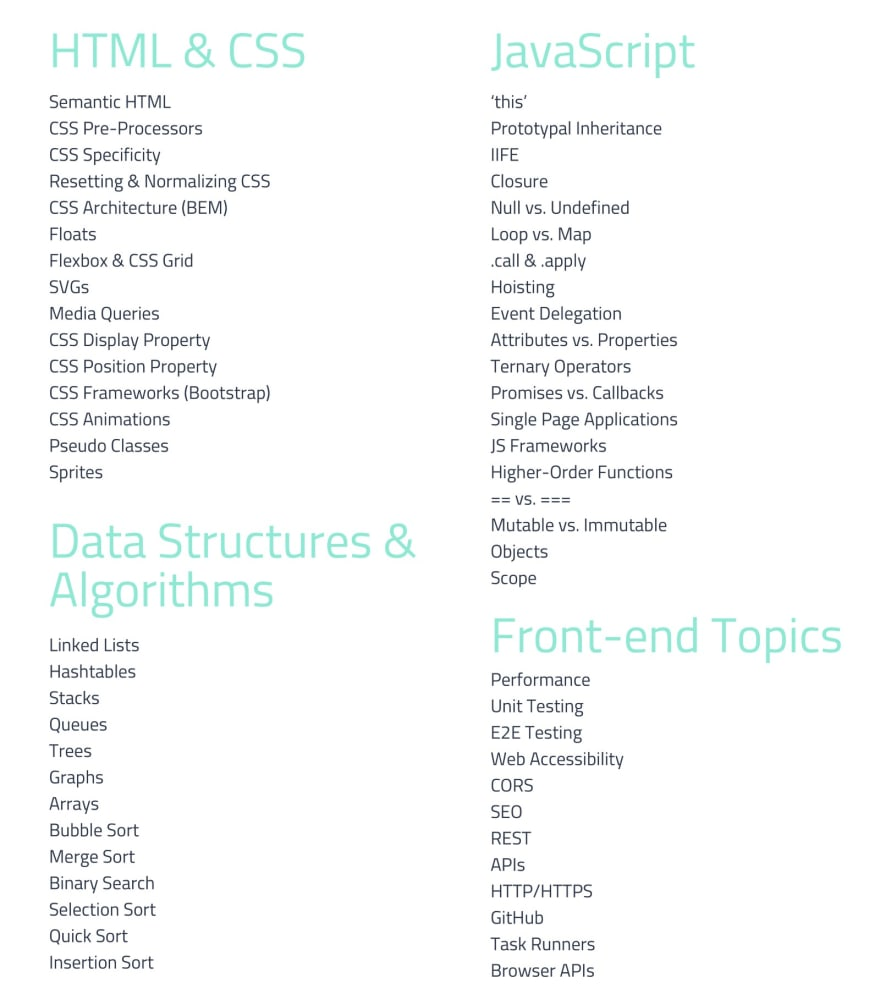 HTML & CSS
Semantic HTML
CSS Pre-Processors
CSS Specificity
Resetting & Normalizing CSS
CSS Architecture (BEM)
Floats
Flexbox & CSS Grid
SVGs
Media Queries
CSS Display Property
CSS Position Property
CSS Frameworks (Bootstrap)
CSS Animations
Pseudo Classes
Sprites
Data Structures &
Algorithms
Linked Lists
Hashtables
Stacks
Queues
Trees
Graphs
Arrays
Bubble Sort
Merge Sort
Binary Search
Selection Sort
Quick Sort
Insertion Sort
JavaScript
‘this’
Prototypal Inheritance
IIFE
Closure
Null vs. Undefined
Loop vs. Map
.call & .apply
Hoisting
Event Delegation
Attributes vs. Properties
Ternary Operators
Promises vs. Callbacks
Single Page Applications
JS Frameworks
Higher-Order Functions
== vs. ===
Mutable vs. Immutable
Objects
Scope
Front-end Topics
Performance
Unit Testing
E2E Testing
Web Accessibility
CORS
SEO
REST
APIs
HTTP/HTTPS
GitHub
Task Runners
Browser APIs